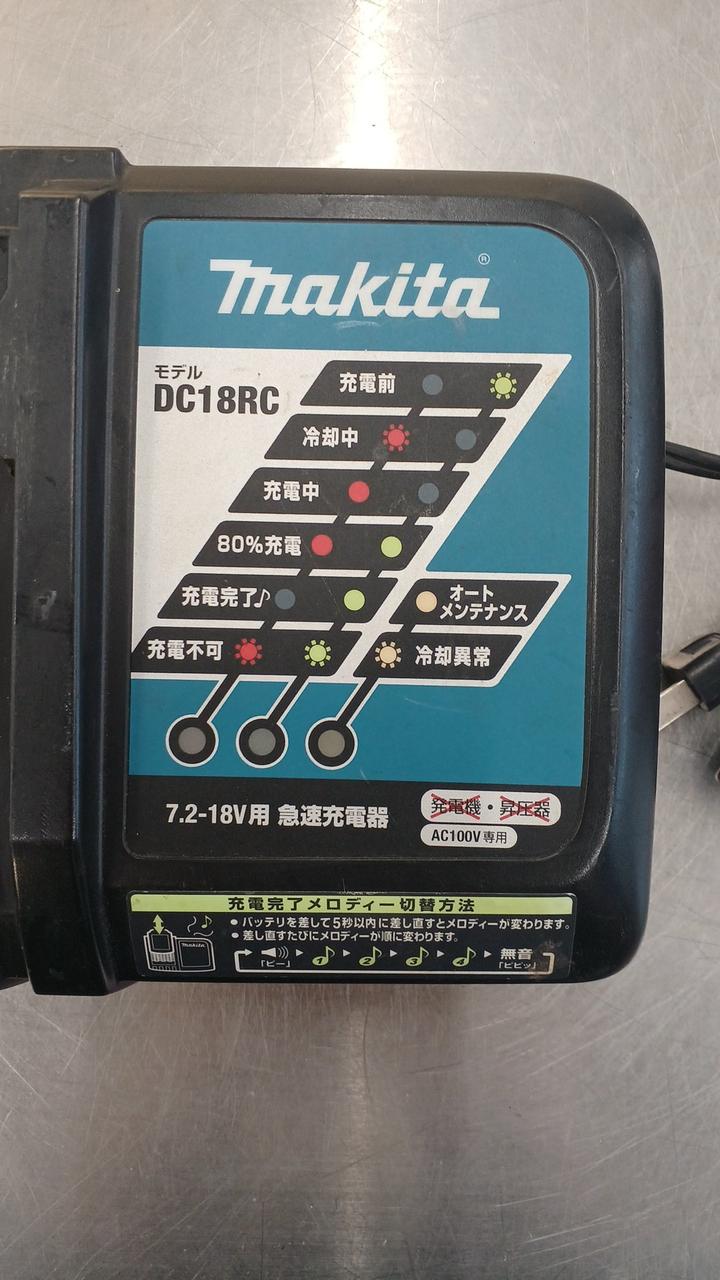 makita®
モデル
DC18RC
充電前
冷却中
充電中
80%充電
充電完了♪
オート
メンテナンス
充電不可
冷却異常
7.2-18V用 急速充電器
発電機・昇圧器
AC100V専用
充電完了メロディー切替方法
● バッテリを差して5秒以内に差し直すとメロディーが変わります。
● 差し直すたびにメロディーが順に変わります。
makita
「ピー」
1 2 3 4
無音
「ピピッ」